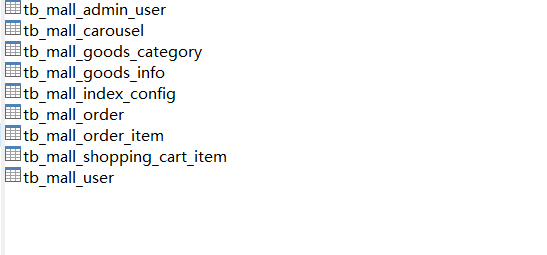 tb_mall_admin_user
tb_mall_carousel
tb_mall_goods_category
tb_mall_goods_info
tb_mall_index_config
tb_mall_order
tb_mall_order_item
tb_mall_shopping_cart_item
tb_mall_user